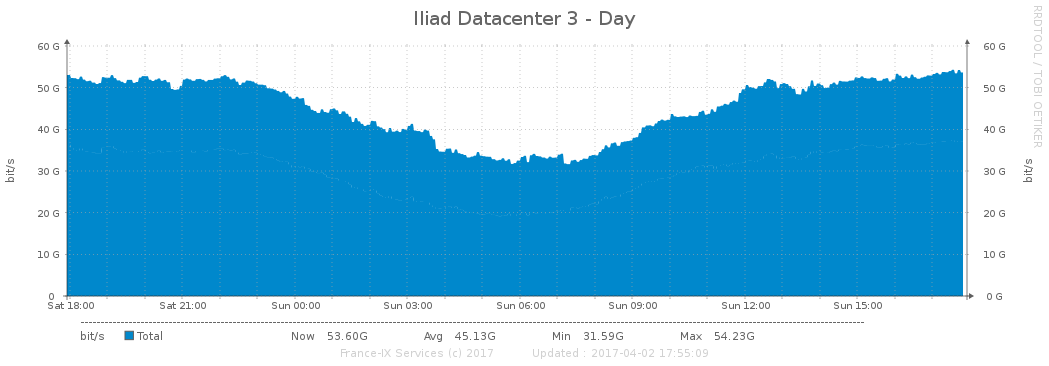 Iliad Datacenter 3 - Day
RRDTOOL / TOBI OETIKER
60 G 60 G
50 G 50 G
40 G 40 G
30 G 30 G
20 G 20 G
10 G 10 G
0 0 G
bit/s bit/s
Sat 18:00 Sat 21:00 Sun 00:00 Sun 03:00 Sun 06:00 Sun 09:00 Sun 12:00 Sun 15:00
bit/s Total Now 53.60G Avg 45.13G Min 31.59G Max 54.23G
France-IX Services (c) 2017 Updated : 2017-04-02 17:55:09